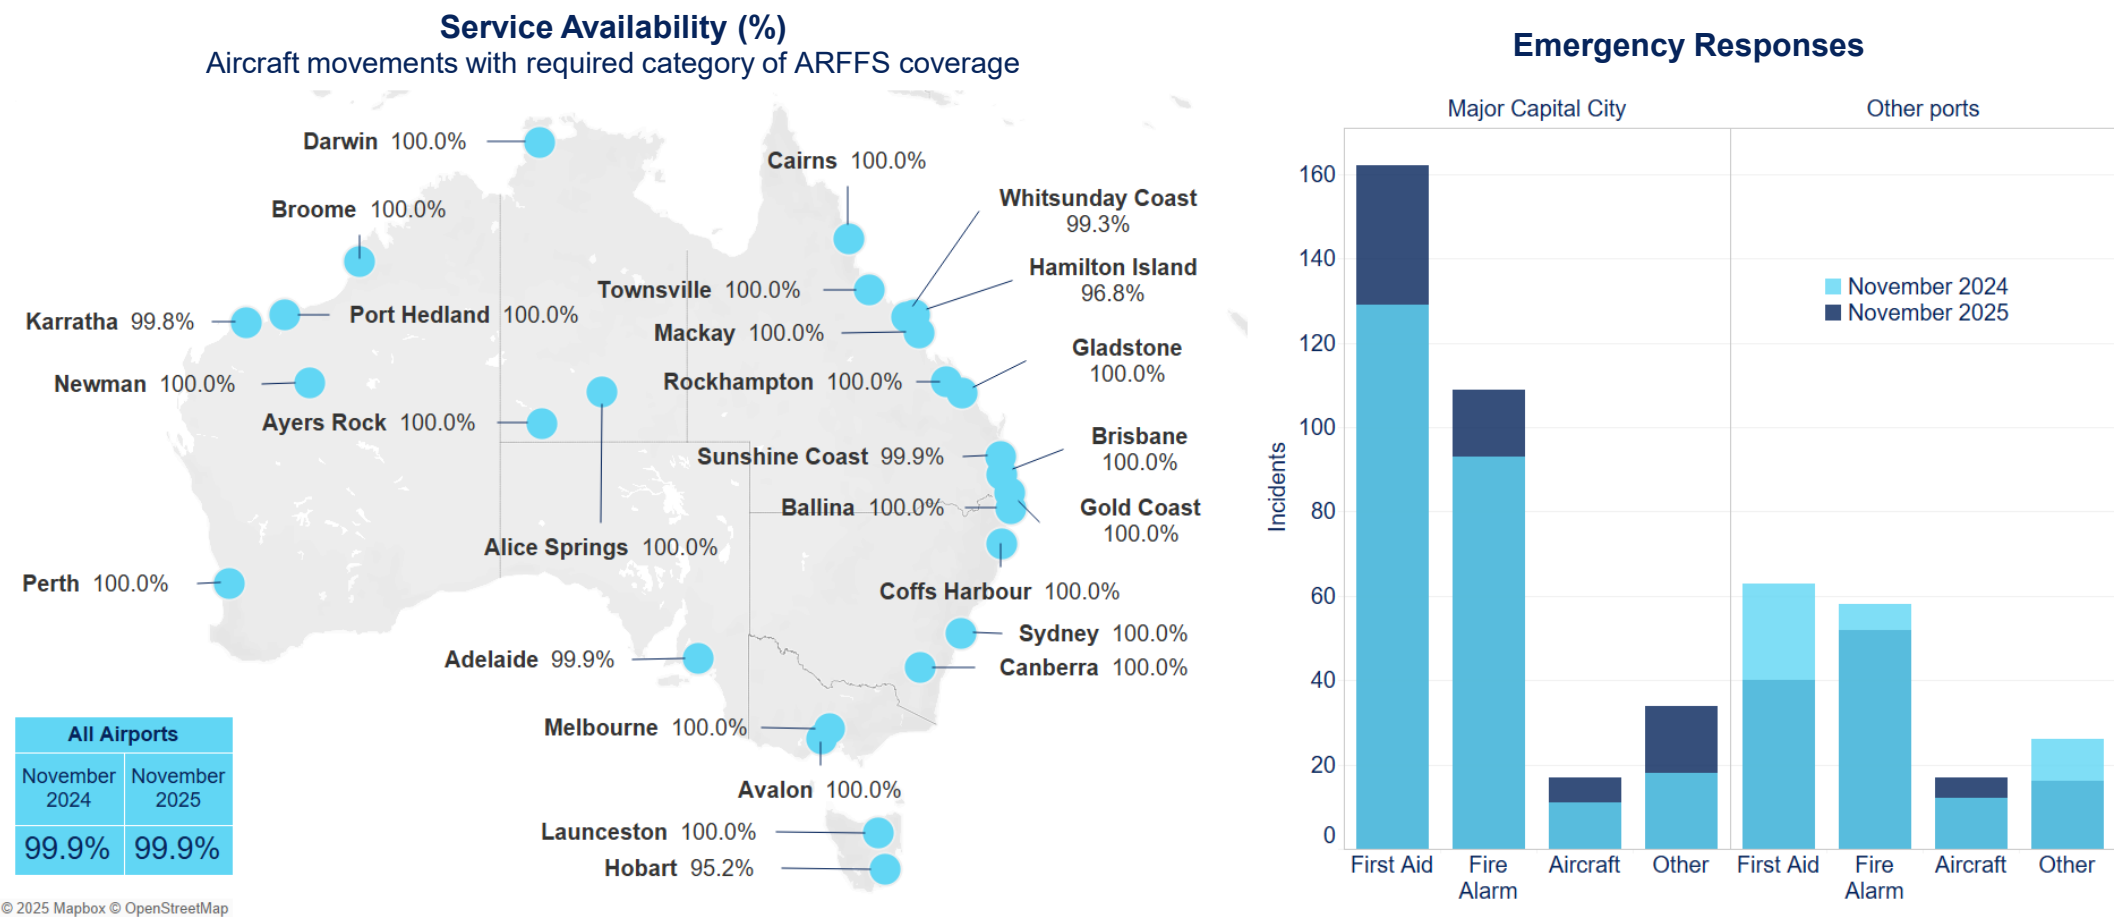 Service Availability (%)
Aircraft movements with required category of ARFFS coverage
Darwin 100.0%
Cairns 100.0%
Broome 100.0%
Whitsunday Coast
99.3%
Hamilton Island
96.8%
Townsville 100.0%
Karratha 99.8%
Port Hedland 100.0%
Mackay 100.0%
Gladstone
100.0%
Newman 100.0%
Rockhampton 100.0%
Ayers Rock 100.0%
Brisbane
100.0%
Sunshine Coast 99.9%
Ballina 100.0%
Gold Coast
100.0%
Alice Springs 100.0%
Perth 100.0%
Coffs Harbour 100.0%
Sydney 100.0%
Adelaide 99.9%
Canberra 100.0%
Melbourne 100.0%
Avalon 100.0%
Launceston 100.0%
Hobart 95.2%
All Airports
November
2024
November
2025
99.9%
99.9%
© 2025 Mapbox © OpenStreetMap
Emergency Responses
Major Capital City
Other ports
November 2024
November 2025
Incidents
160
140
120
100
80
60
40
20
0
First Aid
Fire
Alarm
Aircraft
Other
First Aid
Fire
Alarm
Aircraft
Other